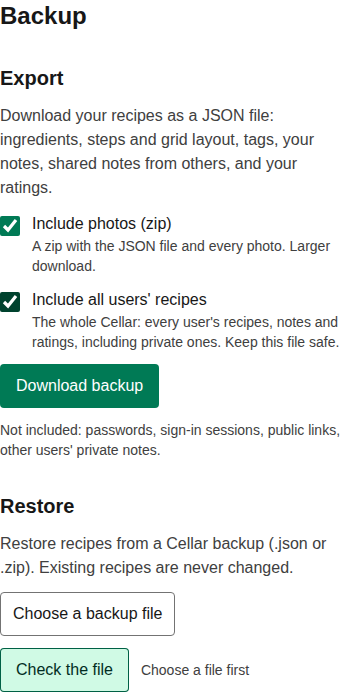 Backup
Export
Download your recipes as a JSON file:
ingredients, steps and grid layout, tags, your
notes, shared notes from others, and your
ratings.
Include photos (zip)
A zip with the JSON file and every photo. Larger
download.
Include all users' recipes
The whole Cellar: every user's recipes, notes and
ratings, including private ones. Keep this file safe.
Download backup
Not included: passwords, sign-in sessions, public links,
other users' private notes.
Restore
Restore recipes from a Cellar backup (.json or
.zip). Existing recipes are never changed.
Choose a backup file
Check the file
Choose a file first